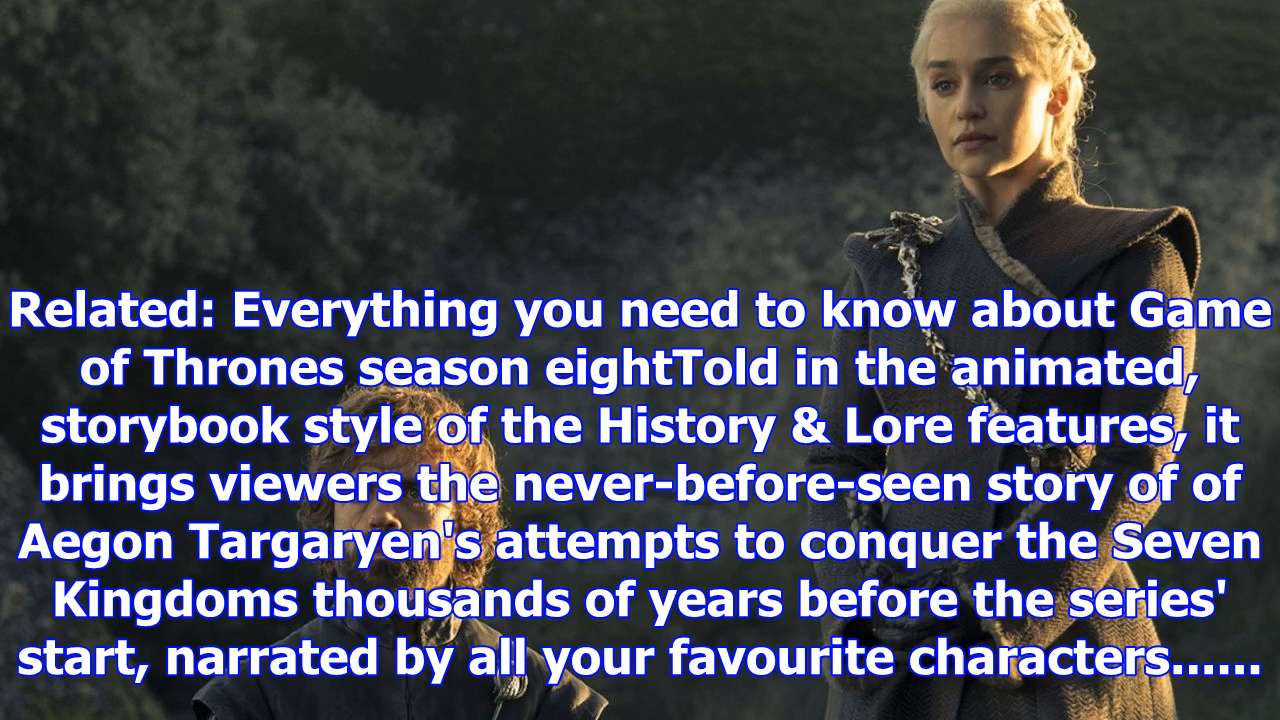 Related: Everything you need to know about Game
of Thrones season eightTold in the animated,
storybook style of the History & Lore features, it
brings viewers the never-before-seen story of of
Aegon Targaryen's attempts to conquer the Seven
Kingdoms thousands of years before the series'
start, narrated by all your favourite characters......